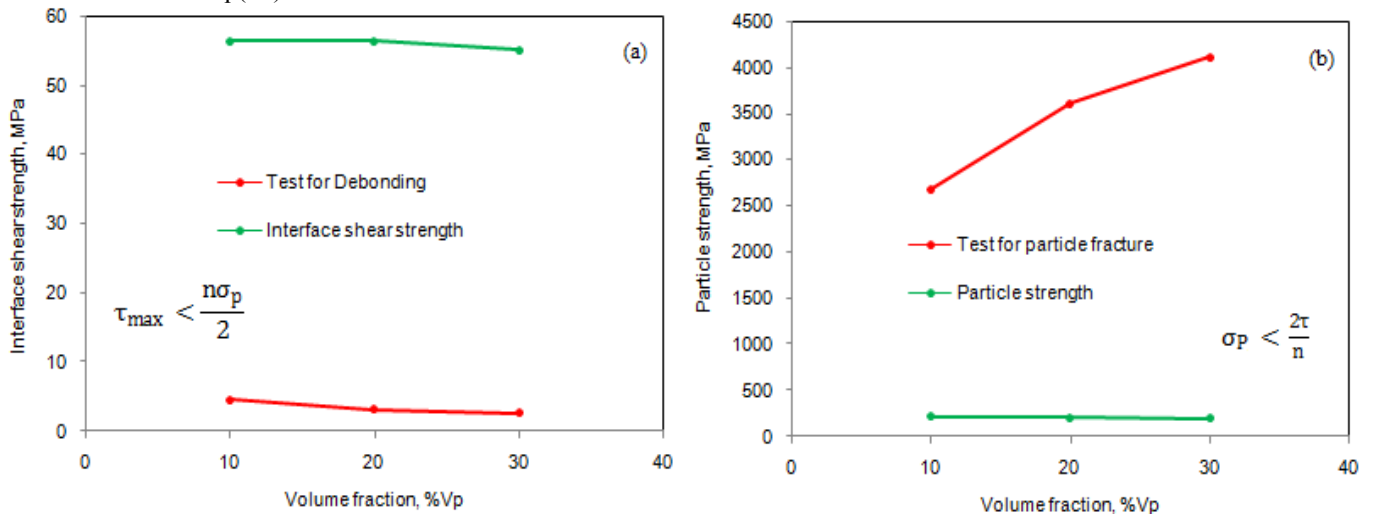 p
60
50
40
30
20
10
0
Interface shear strength, MPa
(a)
Test for Debonding
Interface shear strength
τmax < nσp/2
0 10 20 30 40
Volume fraction, %Vp
4500
4000
3500
3000
2500
2000
1500
1000
500
0
Particle strength, MPa
(b)
Test for particle fracture
Particle strength
σP < 2τ/n
0 10 20 30 40
Volume fraction, %Vp